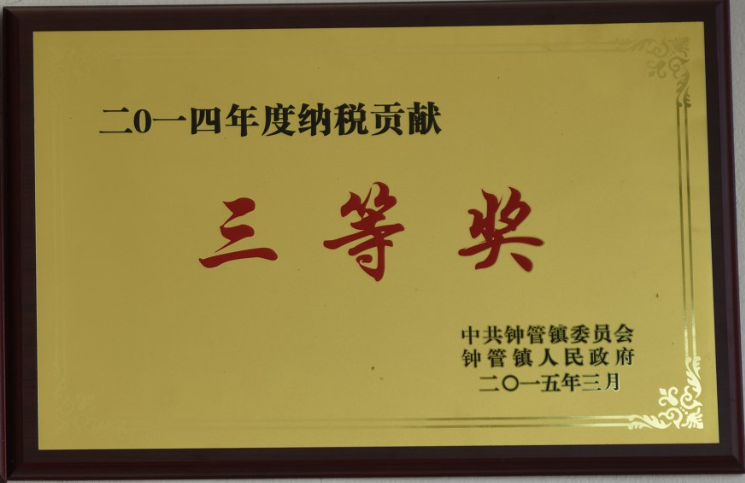 二0一四年度纳税贡献
三等奖
中共钟管镇委员会
钟管镇人民政府
二〇一五年三月